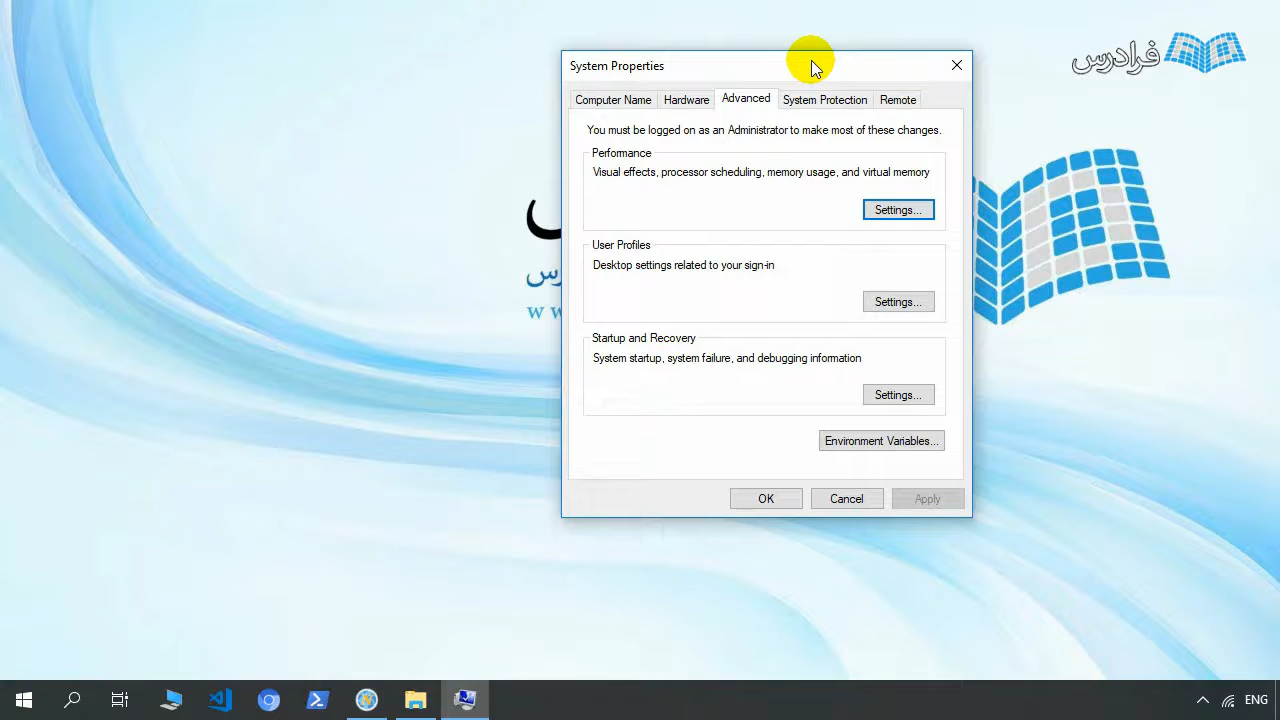 فرادرس
System Properties
Computer Name
Hardware
Advanced
System Protection
Remote
You must be logged on as an Administrator to make most of these changes.
Performance
Visual effects, processor scheduling, memory usage, and virtual memory
Settings...
User Profiles
Desktop settings related to your sign-in
Settings...
Startup and Recovery
System startup, system failure, and debugging information
Settings...
Environment Variables...
OK
Cancel
Apply
ENG